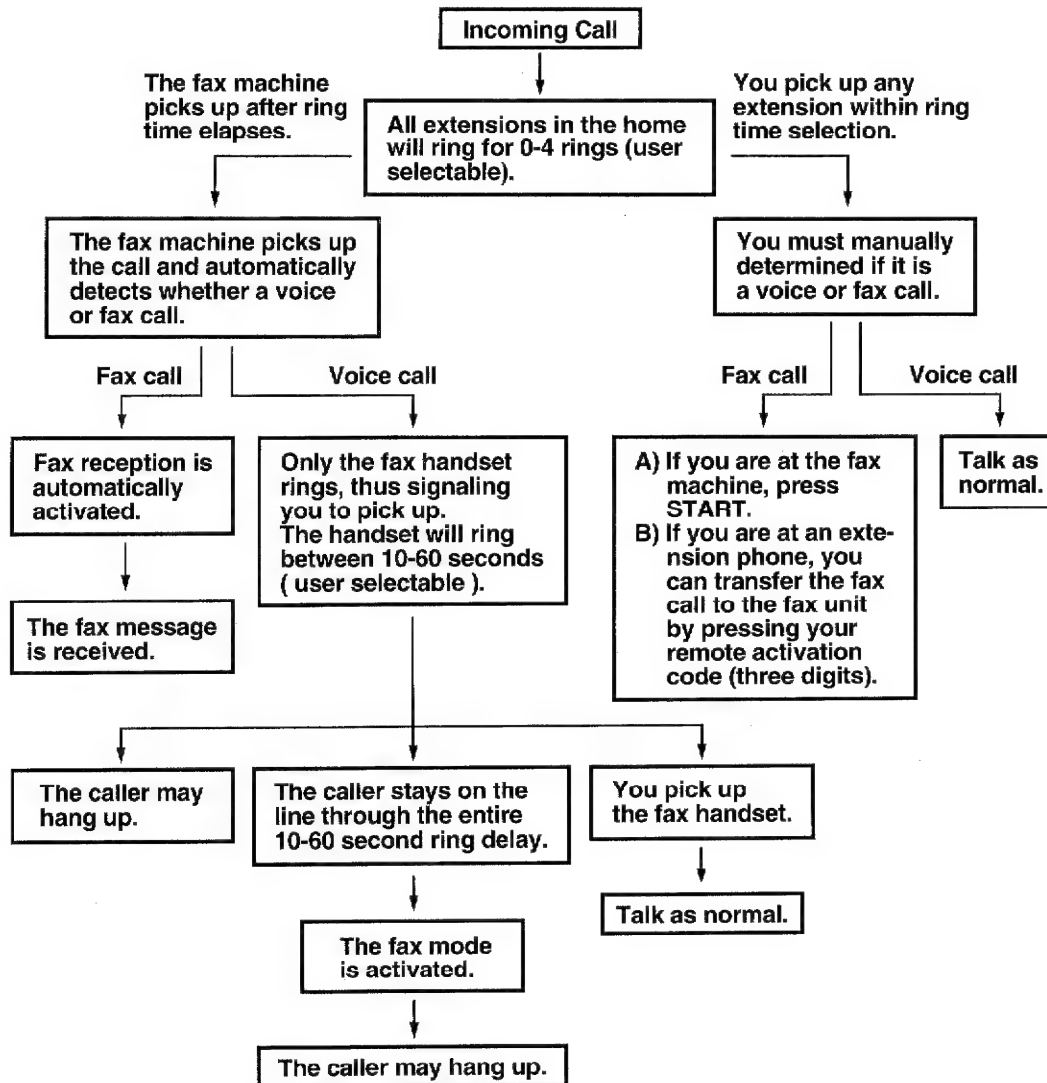 Incoming Call
The fax machine
picks up after ring
time elapses.
You pick up any
extension within ring
time selection.
All extensions in the home
will ring for 0-4 rings (user
selectable).
The fax machine picks up
the call and automatically
detects whether a voice
or fax call.
You must manually
determined if it is
a voice or fax call.
Fax call
Voice call
Fax call
Voice call
Fax reception is
automatically
activated.
Only the fax handset
rings, thus signaling
you to pick up.
The handset will ring
between 10-60 seconds
( user selectable ).
A) If you are at the fax
machine, press
START.
B) If you are at an exte-
nsion phone, you
can transfer the fax
call to the fax unit
by pressing your
remote activation
code (three digits).
Talk as
normal.
The fax message
is received.
The caller may
hang up.
The caller stays on the
line through the entire
10-60 second ring delay.
You pick up
the fax handset.
Talk as normal.
The fax mode
is activated.
The caller may hang up.